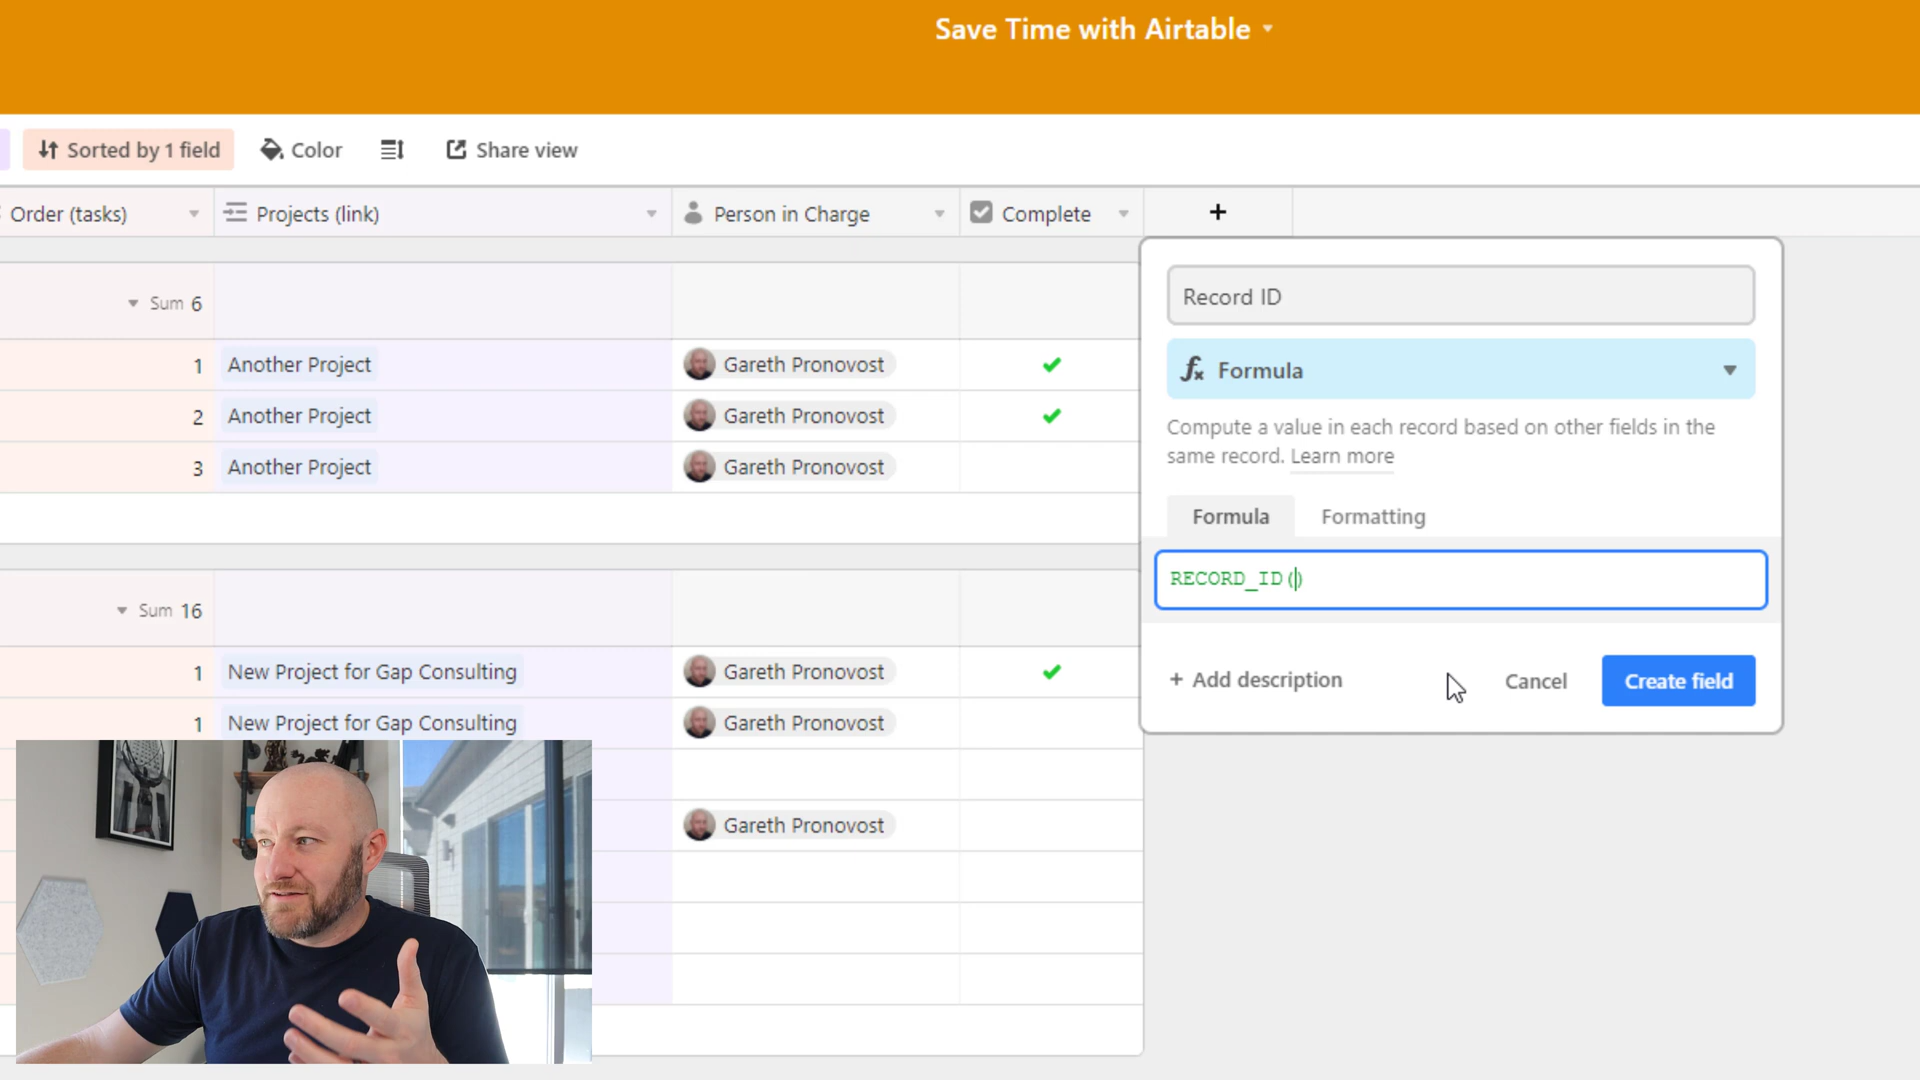 Save Time with Airtable
Sorted by 1 field
Color
Share view
Order (tasks)
Projects (link)
Person in Charge
Complete
+
Sum 6
1 Another Project Gareth Pronovost
2 Another Project Gareth Pronovost
3 Another Project Gareth Pronovost
Sum 16
1 New Project for Gap Consulting Gareth Pronovost
1 New Project for Gap Consulting Gareth Pronovost
Gareth Pronovost
Record ID
fx Formula
Compute a value in each record based on other fields in the
same record. Learn more
Formula Formatting
RECORD_ID()
+ Add description
Cancel
Create field